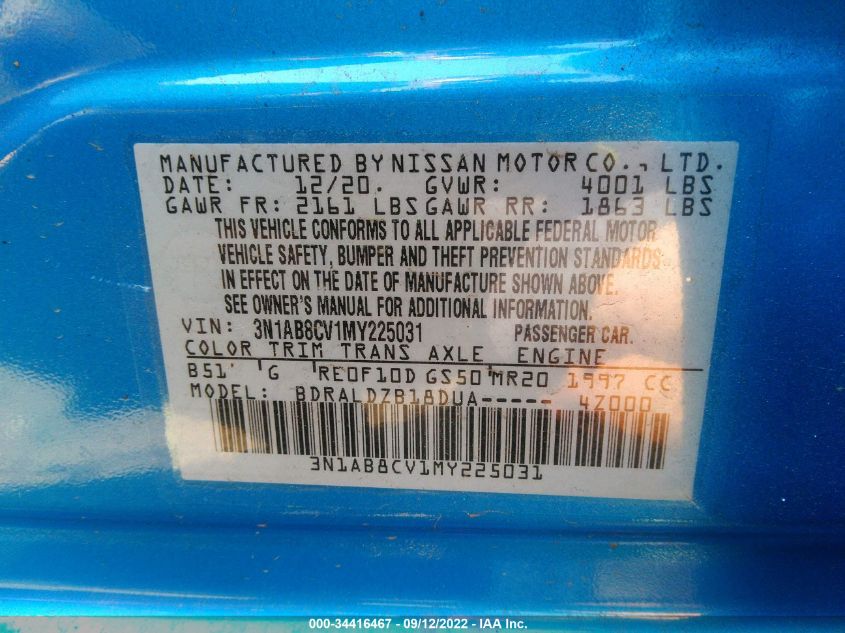 MANUFACTURED BY NISSAN MOTOR CO., LTD.
DATE: 12/20. GVWR: 4001 LBS
GAWR FR: 2161 LBS GAWR RR: 1863 LBS
THIS VEHICLE CONFORMS TO ALL APPLICABLE FEDERAL MOTOR
VEHICLE SAFETY, BUMPER AND THEFT PREVENTION STANDARDS
IN EFFECT ON THE DATE OF MANUFACTURE SHOWN ABOVE.
SEE OWNER'S MANUAL FOR ADDITIONAL INFORMATION.
VIN: 3N1AB8CV1MY225031 PASSENGER CAR.
COLOR TRIM TRANS AXLE ENGINE
B51' G RE0F10D GS50 MR20 1997 CC
MODEL: BDRALDZB18DUA----- 4Z000
3N1AB8CV1MY225031
000-34416467 - 09/12/2022 - IAA Inc.